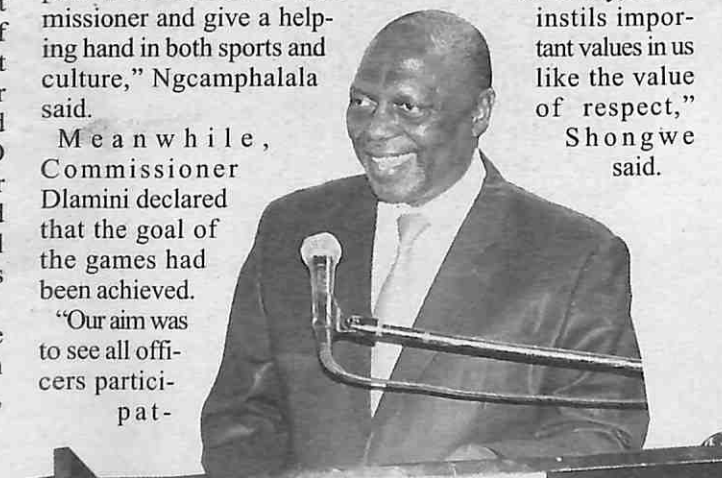 missioner and give a help-
ing hand in both sports and
culture,” Ngcamphalala
said.
Meanwhile,
Commissioner
Dlamini declared
that the goal of
the games had
been achieved.
“Our aim was
to see all offi-
cers partici-
pat-
instils impor-
tant values in us
like the value
of respect,”
Shongwe
said.